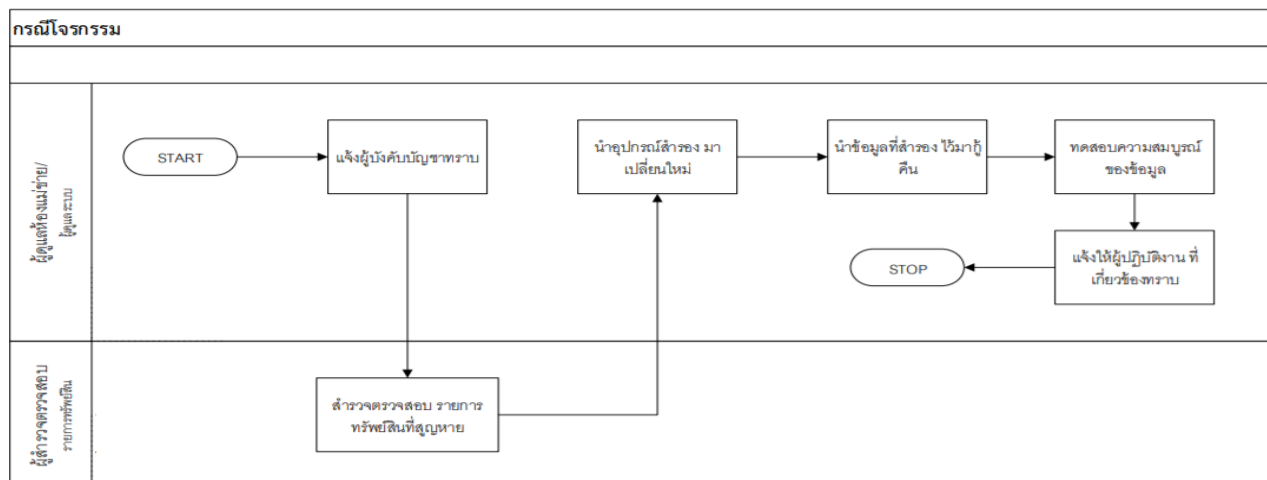 กรณีโจรกรรม
ผู้ดูแลห้องแม่ข่าย/
ผู้ดูแลระบบ
START
แจ้งผู้บังคับบัญชาทราบ
นำอุปกรณ์สำรอง มา
เปลี่ยนใหม่
นำข้อมูลที่สำรอง ไว้มากู้
คืน
ทดสอบความสมบูรณ์
ของข้อมูล
แจ้งให้ผู้ปฏิบัติงาน ที่
เกี่ยวข้องทราบ
STOP
ผู้สำรวจตรวจสอบ
รายการทรัพย์สิน
สำรวจตรวจสอบ รายการ
ทรัพย์สินที่สูญหาย